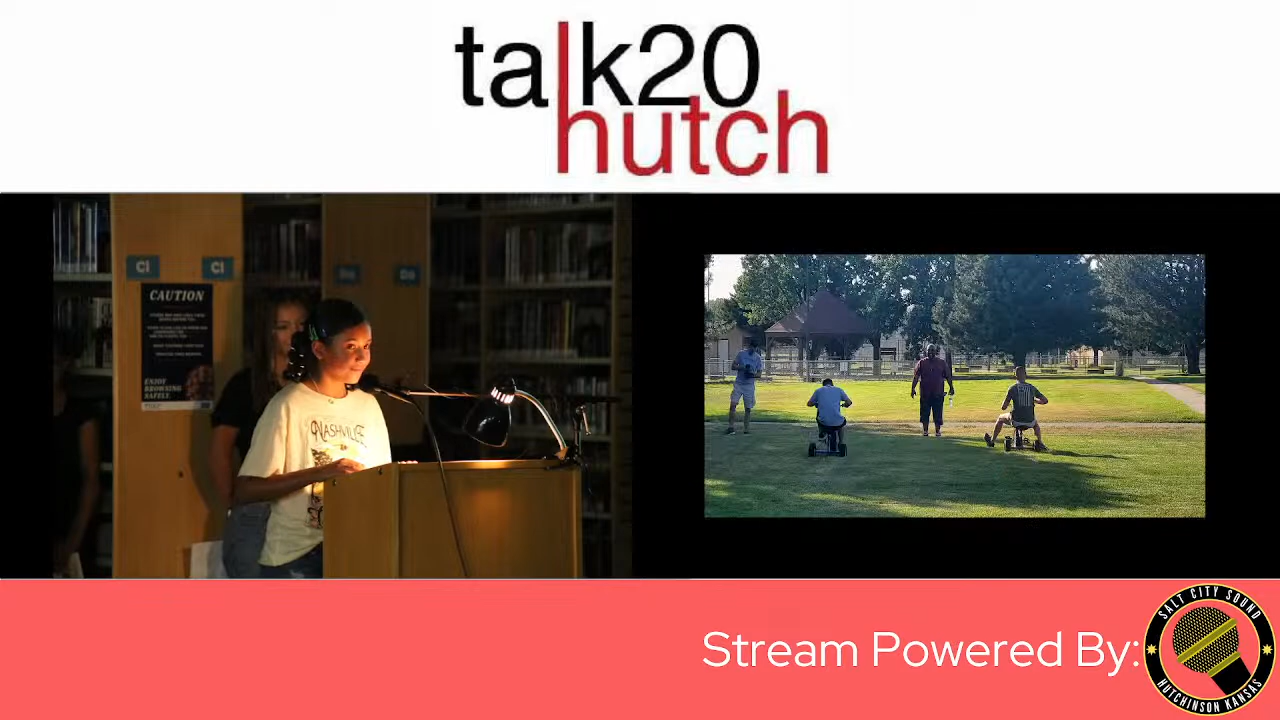 talk20
hutch
CI
CI
CAUTION
ENJOY
BROWSING
SAFELY.
NASHVILLE
Stream Powered By:
SALT CITY SOUND
HUTCHINSON KANSAS